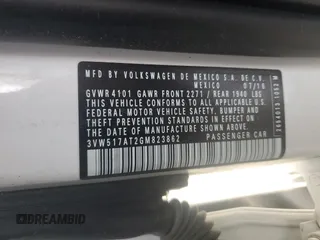 MFD BY VOLKSWAGEN DE MEXICO S.A. DE C.V.
MEXICO 07/16
GVWR 4101 GAWR FRONT 2271 / REAR 1940 LBS
THIS VEHICLE CONFORMS TO ALL APPLICABLE U.S.
FEDERAL MOTOR VEHICLE SAFETY, BUMPER, AND
THEFT PREVENTION STANDARDS IN EFFECT ON THE
DATE OF MANUFACTURE SHOWN ABOVE.
3VW517AT2GM823862
PASSENGER CAR
BIDFAX